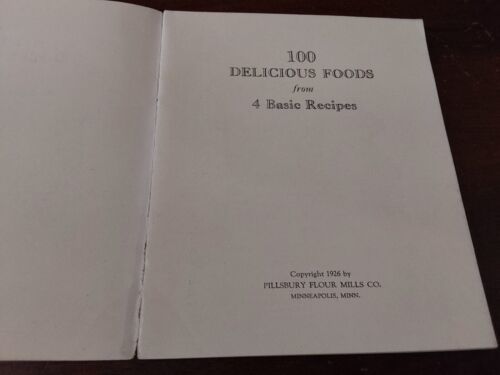 100
DELICIOUS FOODS
from
4 Basic Recipes
Copyright 1926 by
PILLSBURY FLOUR MILLS CO.
MINNEAPOLIS, MINN.